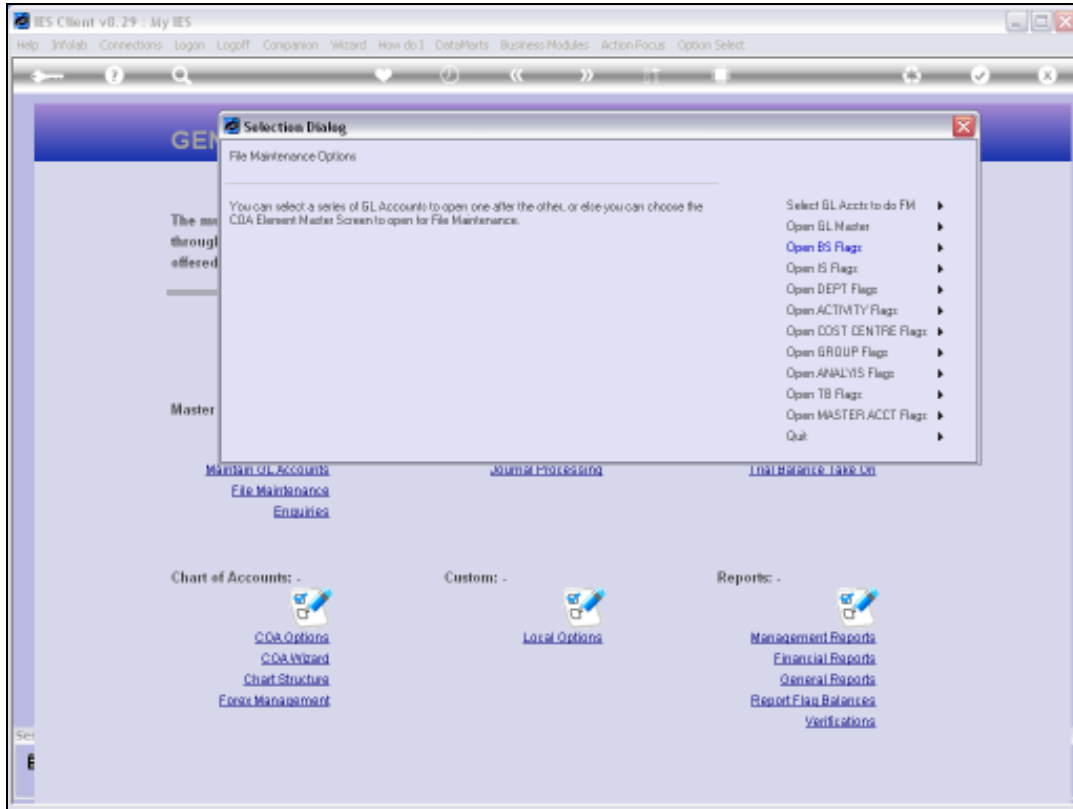 IES Client v8.29 : My IES
Help Infolab Connections Logon Logoff Companion Wizard How do I DataMarts Business Modules Action Focus Option Select
GEN
Selection Dialog
File Maintenance Options
You can select a series of GL Accounts to open one after the other, or else you can choose the
COA Element Master Screen to open for File Maintenance.
Select GL Accts to do FM
Open GL Master
Open BS Flags
Open IS Flags
Open DEPT Flags
Open ACTIVITY Flags
Open COST CENTRE Flags
Open GROUP Flags
Open ANALYIS Flags
Open TB Flags
Open MASTER ACCT Flags
Quit
The
through
offered
Master
Maintain GL Accounts Journal Processing Trial Balance Take On
File Maintenance
Enquiries
Chart of Accounts: - Custom: - Reports: -
COA Options Local Options Management Reports
COA Wizard Financial Reports
Chart Structure General Reports
Forex Management Report Flag Balances
Verifications